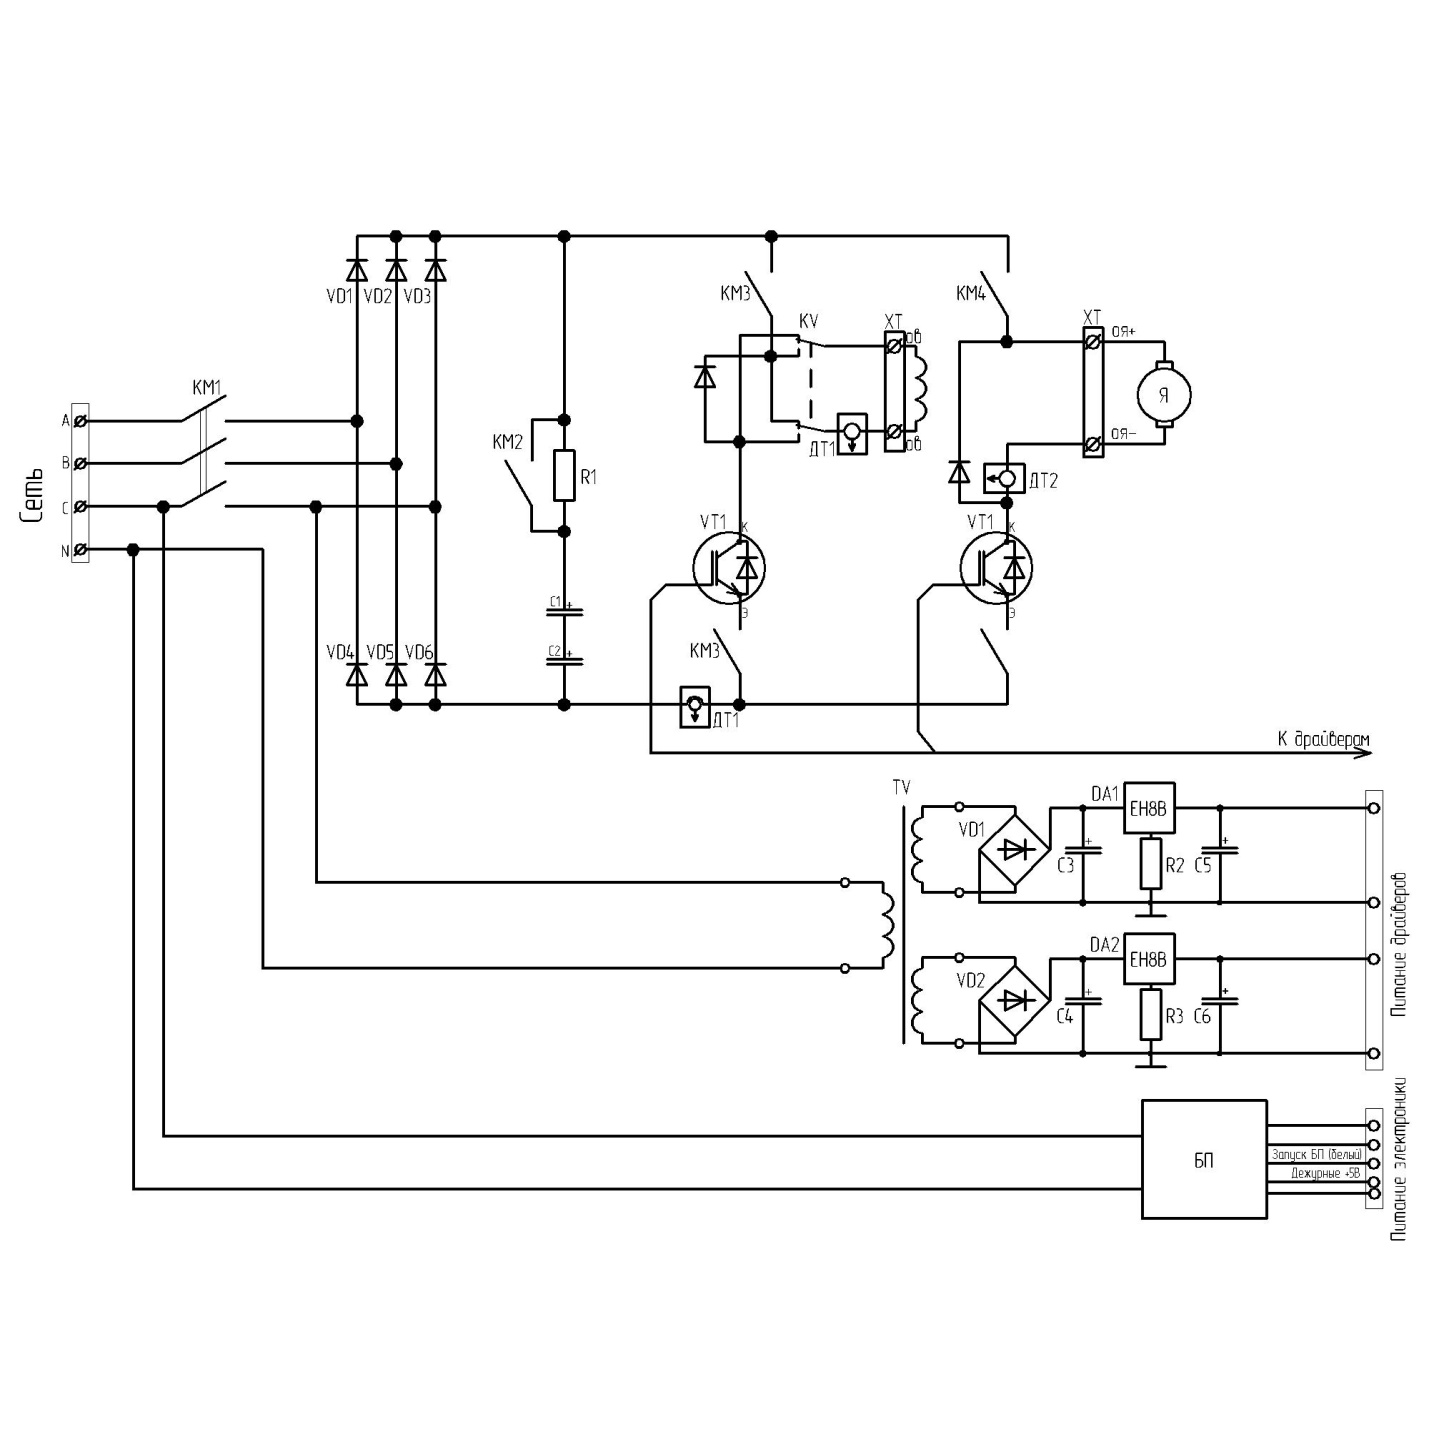 Сеть
A
B
C
N
KM1
VD1
VD2
VD3
VD4
VD5
VD6
KM2
R1
C1
+
C2
+
KM3
KV
XT
ОВ
ОВ
ДТ1
VT1
К
Э
KM3
ДТ1
KM4
XT
ОЯ+
Я
ОЯ-
ДТ2
VT1
К
Э
К драйверам
TV
VD1
DA1
ЕН8В
C3
+
R2
C5
+
VD2
DA2
ЕН8В
C4
+
R3
C6
+
Питание драйверов
БП
Запуск БП (белый)
Дежурные +5В
Питание электроники